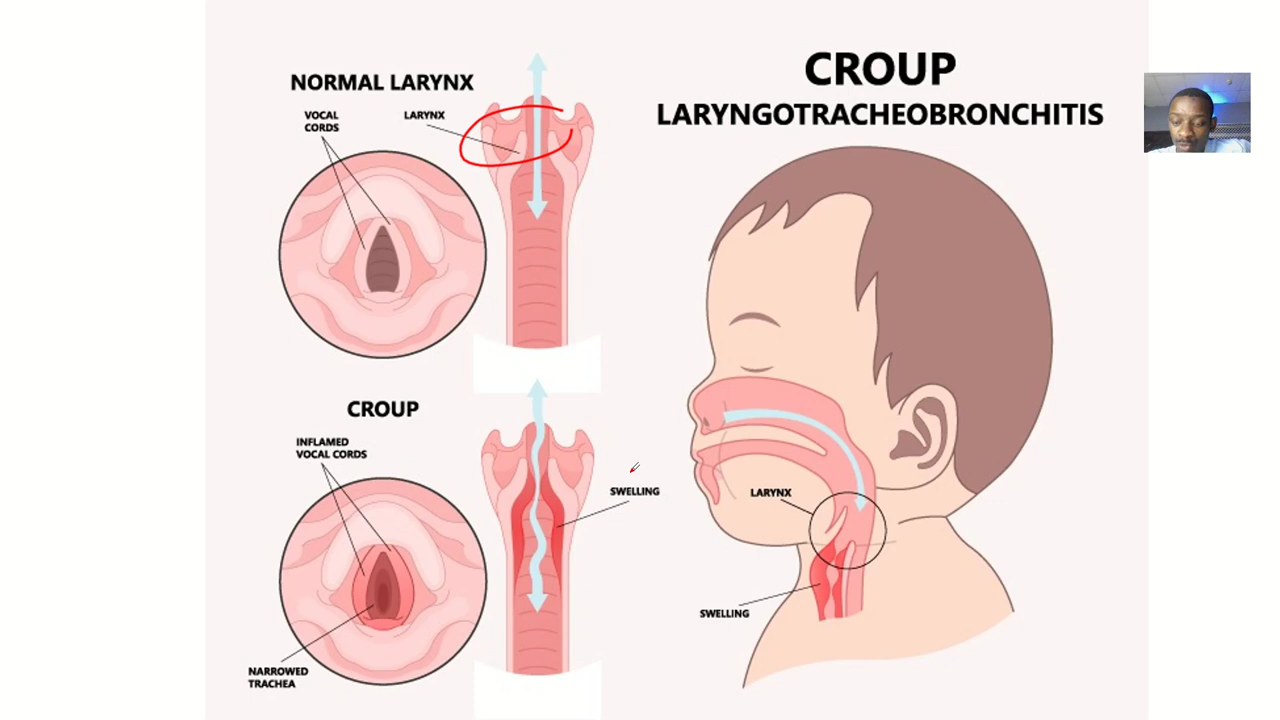 CROUP
LARYNGOTRACHEOBRONCHITIS
NORMAL LARYNX
VOCAL
CORDS
LARYNX
CROUP
INFLAMED
VOCAL CORDS
SWELLING
NARROWED
TRACHEA
LARYNX
SWELLING